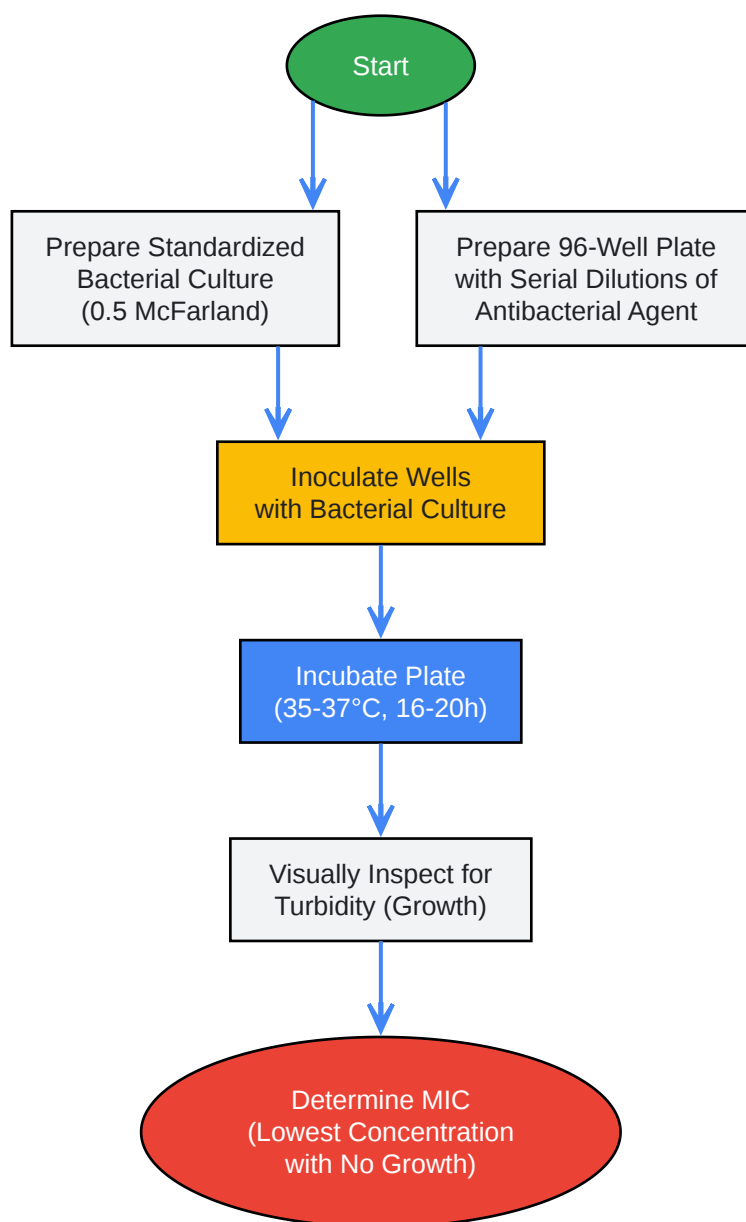 Start
Prepare Standardized
Bacterial Culture
(0.5 McFarland)
Prepare 96-Well Plate
with Serial Dilutions of
Antibacterial Agent
Inoculate Wells
with Bacterial Culture
Incubate Plate
(35-37°C, 16-20h)
Visually Inspect for
Turbidity (Growth)
Determine MIC
(Lowest Concentration
with No Growth)